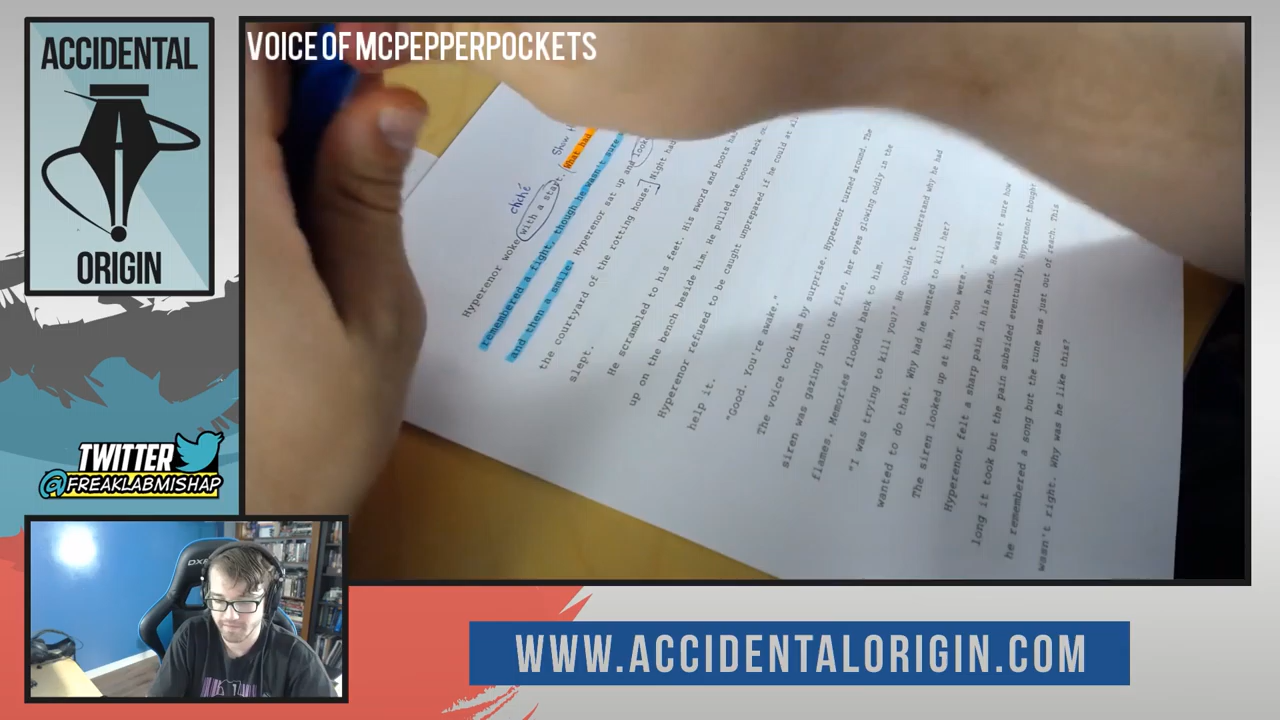 ACCIDENTAL
ORIGIN
VOICE OF MCPEPPERPOCKETS
cliché
Show
Hyperenor woke with a start. What had
remembered a fight, though he wasn't sure
and then a smile. Hyperenor sat up and look
the courtyard of the rotting house. Night had
slept.
He scrambled to his feet. His sword and boots
up on the bench beside him. He pulled the boots back on.
Hyperenor refused to be caught unprepared if he could at all
help it.
"Good. You're awake."
The voice took him by surprise. Hyperenor turned around. The
siren was gazing into the fire, her eyes glowing oddly in the
flames. Memories flooded back to him.
"I was trying to kill you?" He couldn't understand why he had
wanted to do that. Why had he wanted to kill her?
The siren looked up at him. "You were."
Hyperenor felt a sharp pain in his head. He wasn't sure how
long it took but the pain subsided eventually. Hyperenor thought
he remembered a song but the tune was just out of reach. This
wasn't right. Why was he like this?
TWITTER
@FREAKLABMISHAP
DXR
WWW.ACCIDENTALORIGIN.COM